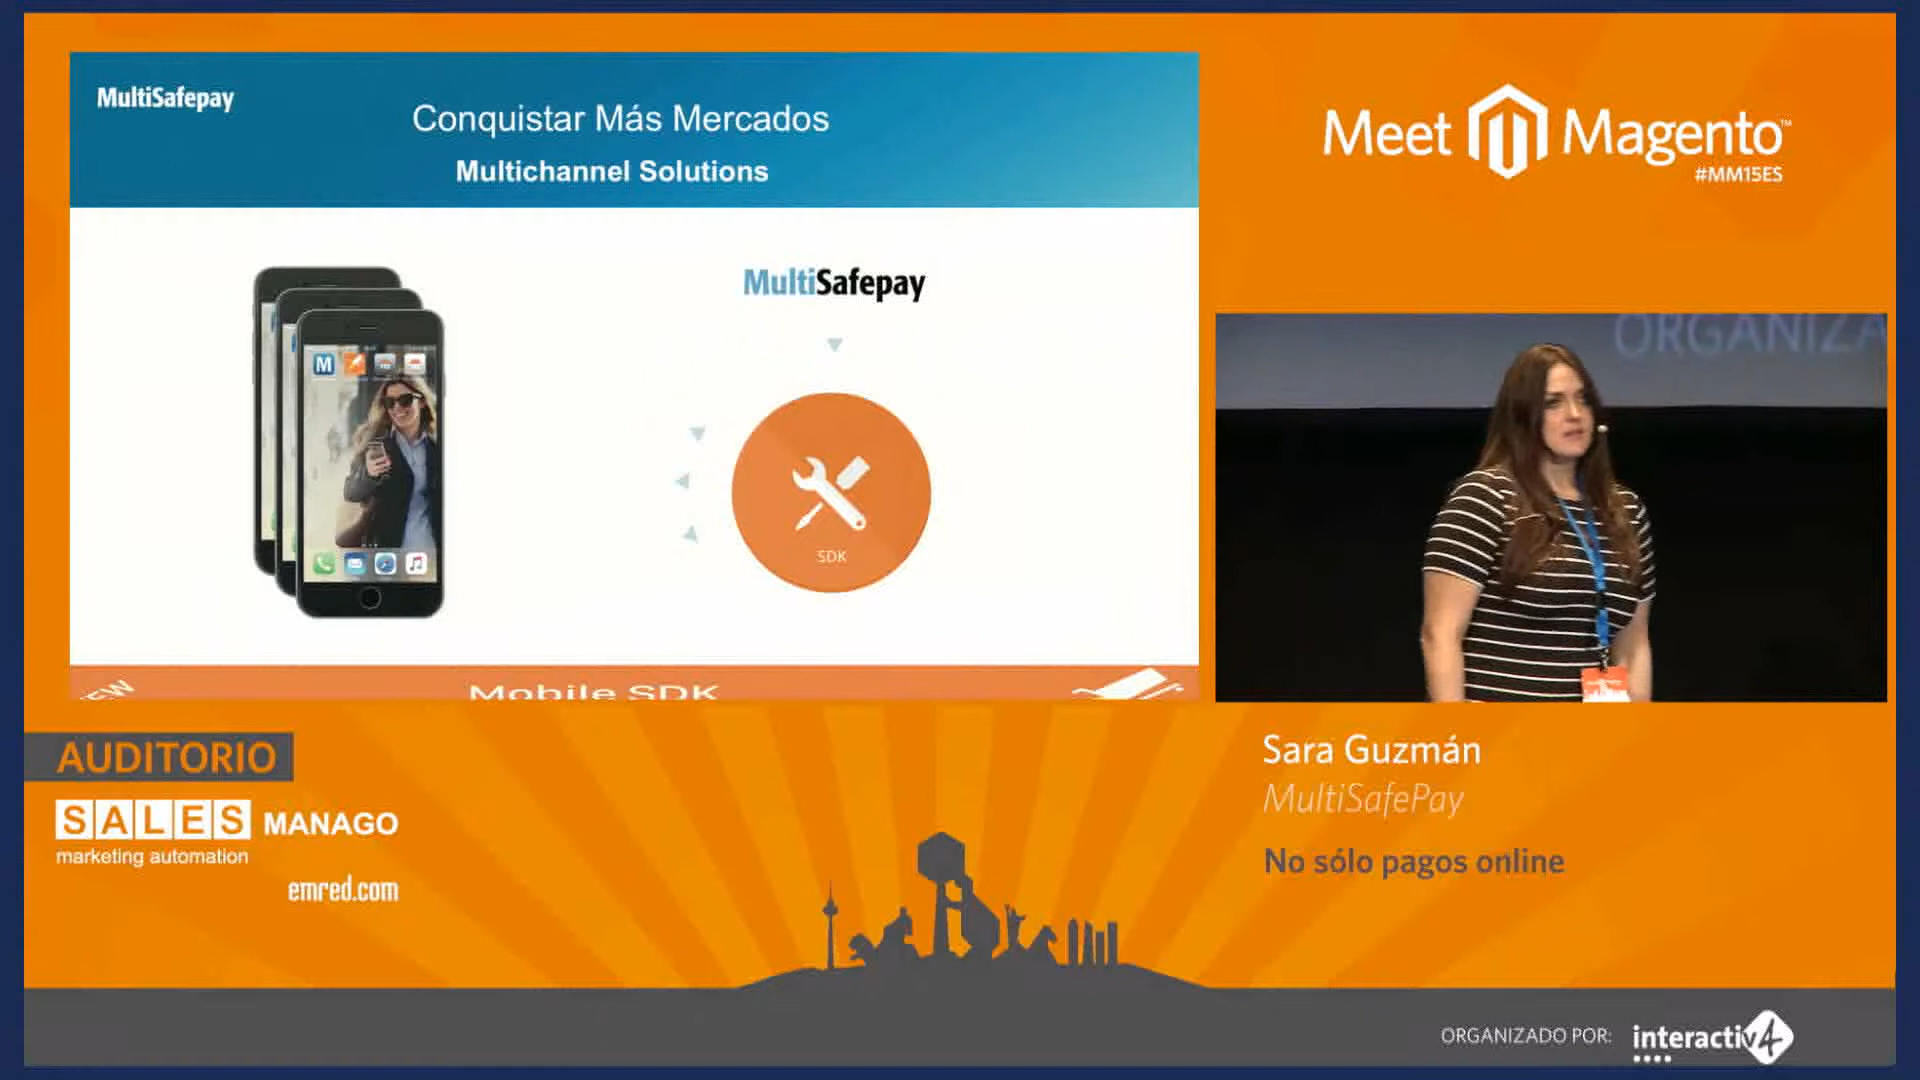 MultiSafepay
Conquistar Más Mercados
Multichannel Solutions
MultiSafepay
SDK
Mobile SDK
Meet Magento™
#MM15ES
ORGANIZA
Sara Guzmán
MultiSafePay
No sólo pagos online
AUDITORIO
SALES MANAGO
marketing automation
emred.com
ORGANIZADO POR:
interactiv4